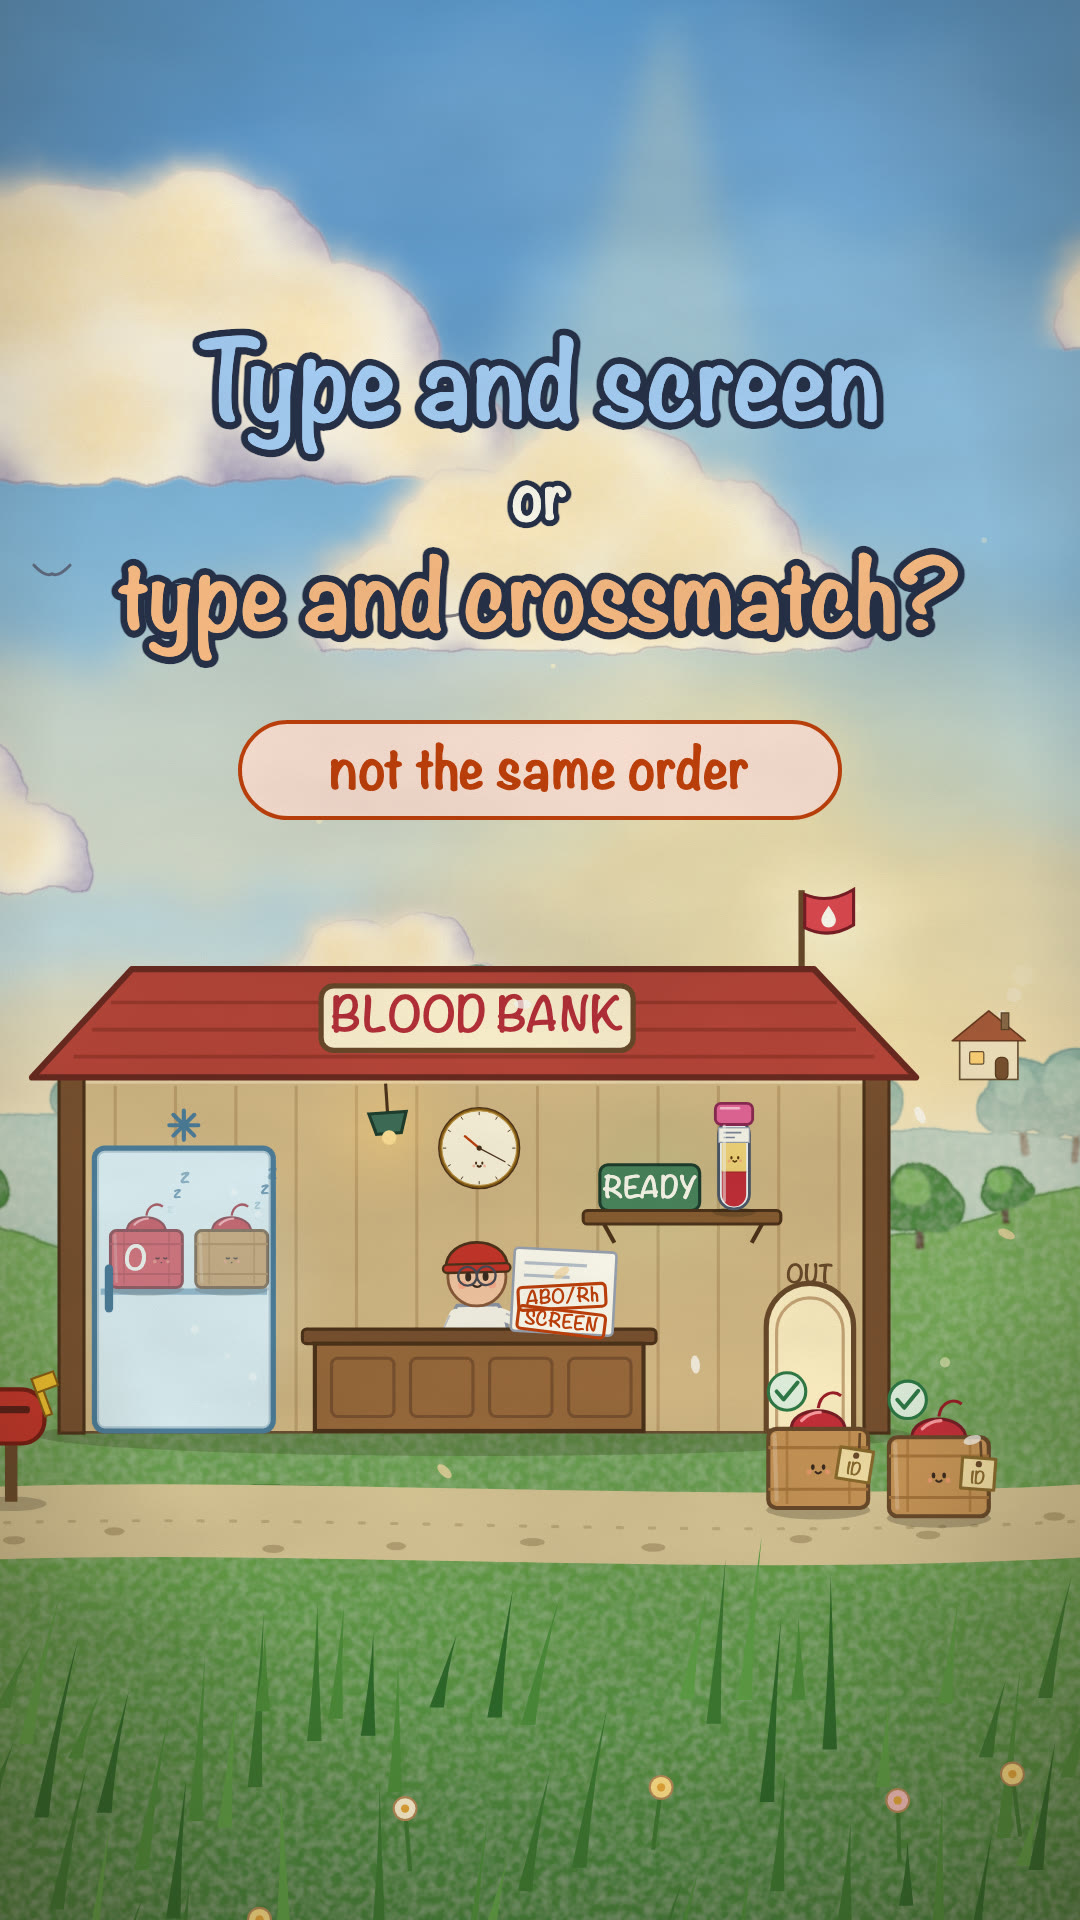 Type and screen
or
type and crossmatch?
not the same order
BLOOD BANK
z
z
z
z
z
z
READY
O
ABO/Rh
SCREEN
OUT
ID
ID